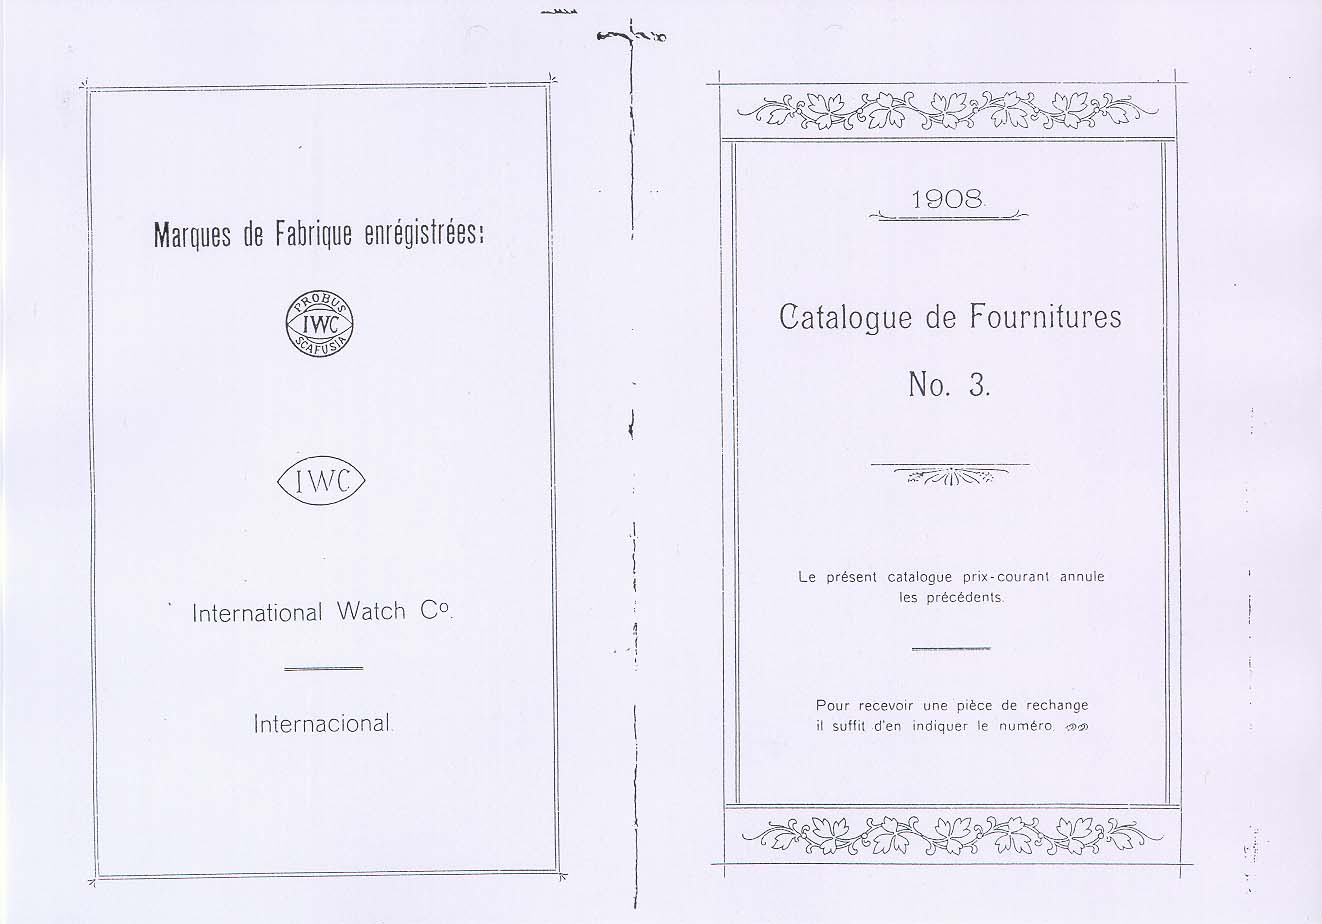 Marques de Fabrique enrégistrées:
PROBUS
IWC
SCAFUSIA
IWC
International Watch Co.
Internacional.
1908.
Catalogue de Fournitures
No. 3.
Le présent catalogue prix-courant annule
les précédents.
Pour recevoir une pièce de rechange
il suffit d'en indiquer le numéro.